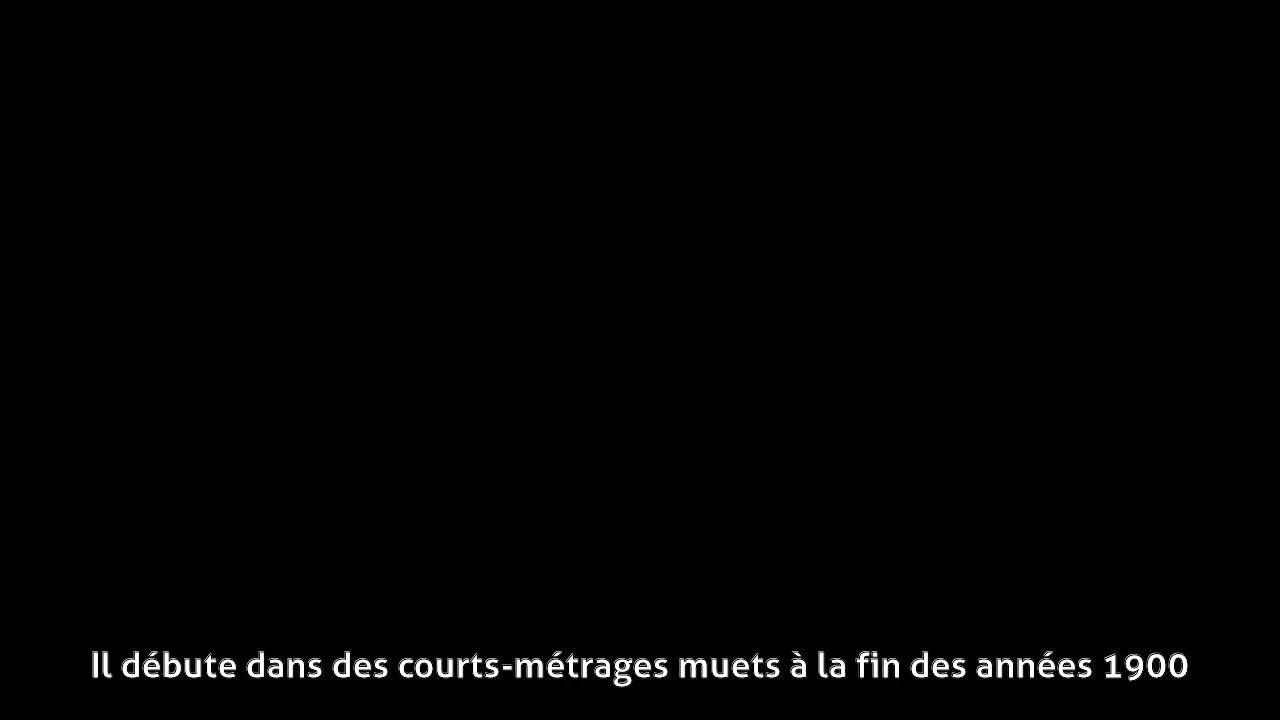 Il débute dans des courts-métrages muets à la fin des années 1900